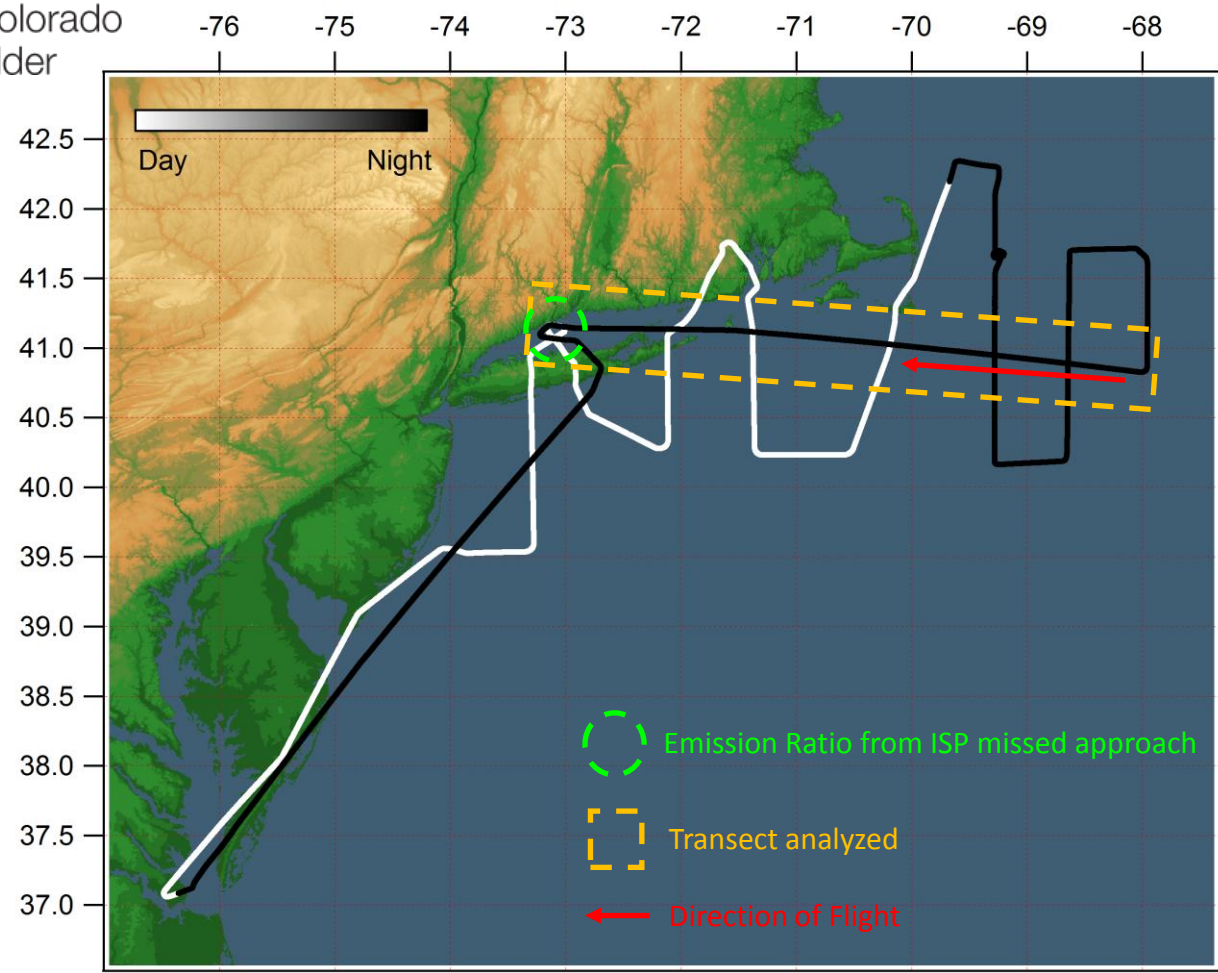 olorado
lder
-76 -75 -74 -73 -72 -71 -70 -69 -68
42.5
42.0
41.5
41.0
40.5
40.0
39.5
39.0
38.5
38.0
37.5
37.0
Day Night
Emission Ratio from ISP missed approach
Transect analyzed
Direction of Flight